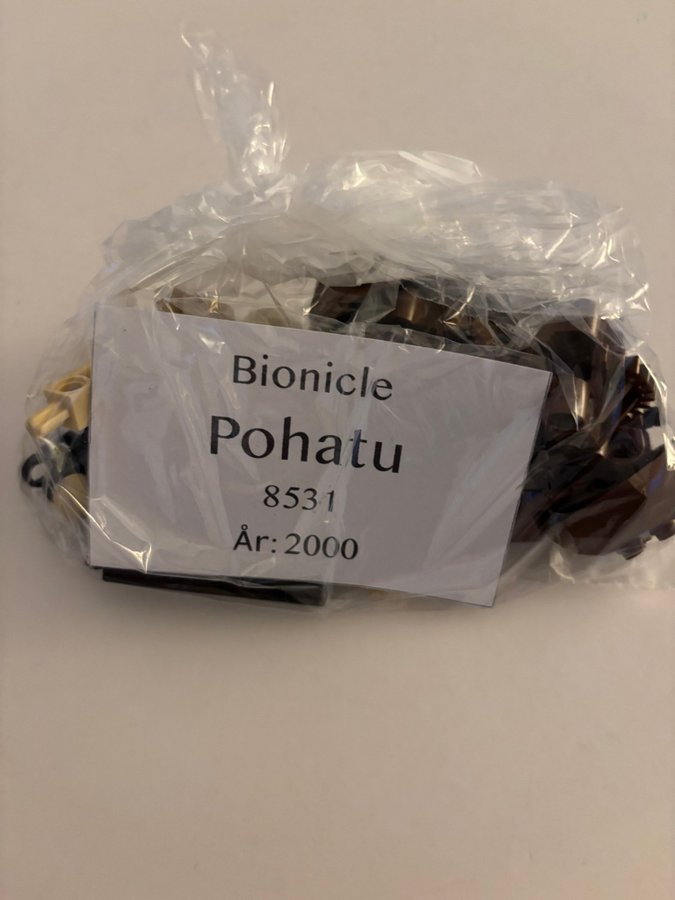 Bionicle
Pohatu
8531
År: 2000